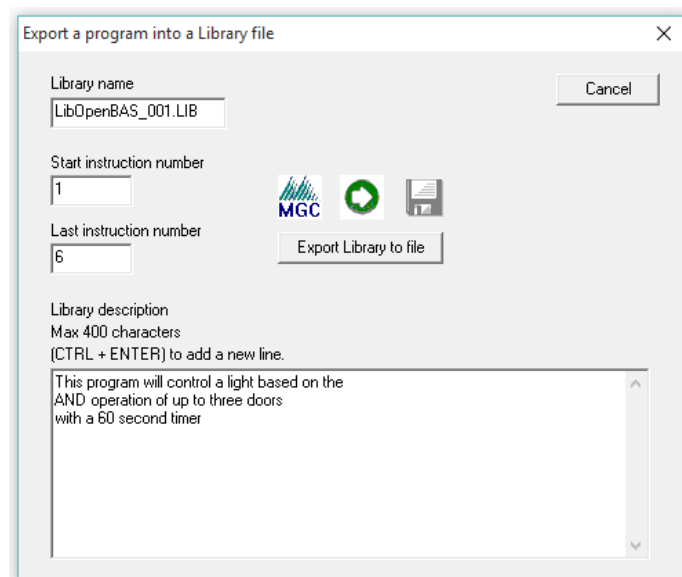 Export a program into a Library file
Library name
Cancel
LibOpenBAS_001.LIB
Start instruction number
1
MGC
Last instruction number
6
Export Library to file
Library description
Max 400 characters
(CTRL + ENTER) to add a new line.
This program will control a light based on the
AND operation of up to three doors
with a 60 second timer